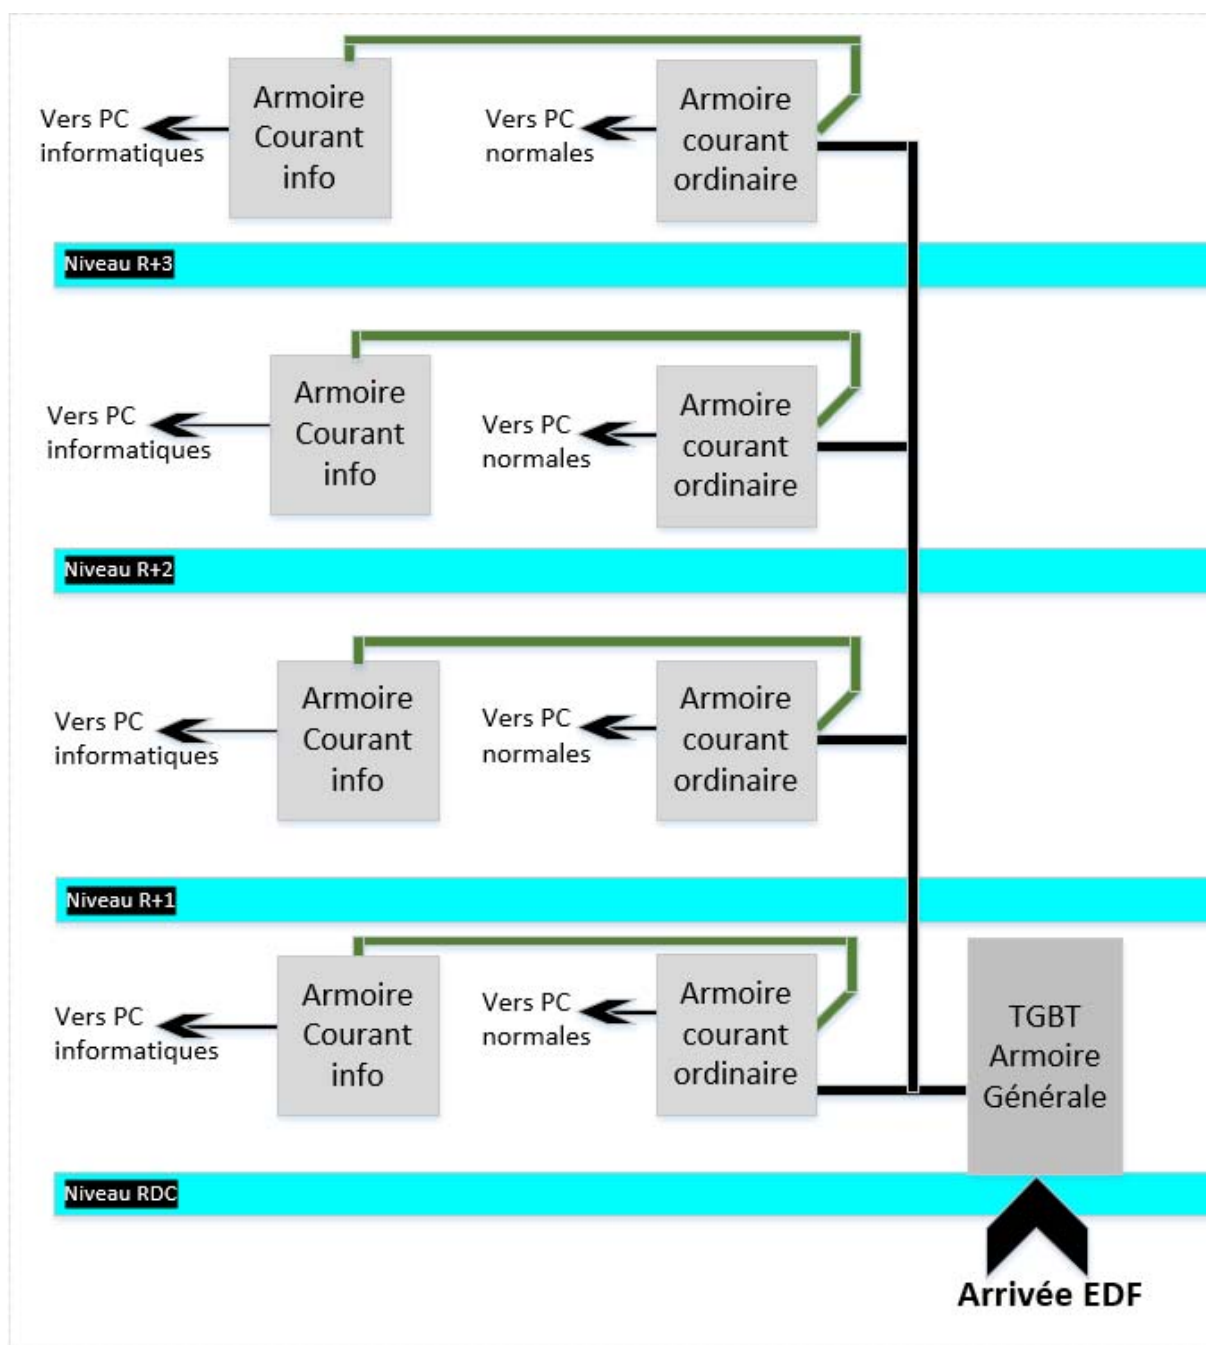 Vers PC
informatiques
Armoire
Courant
info
Vers PC
normales
Armoire
courant
ordinaire
Niveau R+3
Vers PC
informatiques
Armoire
Courant
info
Vers PC
normales
Armoire
courant
ordinaire
Niveau R+2
Vers PC
informatiques
Armoire
Courant
info
Vers PC
normales
Armoire
courant
ordinaire
Niveau R+1
Vers PC
informatiques
Armoire
Courant
info
Vers PC
normales
Armoire
courant
ordinaire
TGBT
Armoire
Générale
Niveau RDC
Arrivée EDF